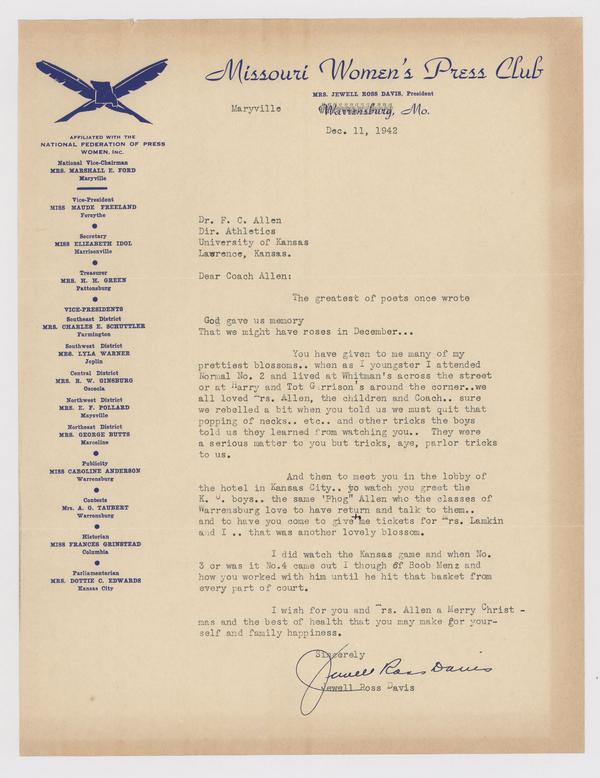 Missouri Women's Press Club
MRS. JEWELL ROSS DAVIS, President
Maryville Warrensburg, Mo.
Dec. 11, 1942
AFFILIATED WITH THE
NATIONAL FEDERATION OF PRESS
WOMEN, INC.
National Vice-Chairman
MRS. MARSHALL E. FORD
Maryville
Vice-President
MISS MAUDE FREELAND
Forsythe
Secretary
MISS ELIZABETH IDOL
Harrisonville
Treasurer
MRS. H. H. GREEN
Pattonsburg
VICE-PRESIDENTS
Southeast District
MRS. CHARLES E. SCHUTTLER
Farmington
Southwest District
MRS. LYLA WARNER
Joplin
Central District
MRS. R. W. GINSBURG
Osceola
Northwest District
MRS. E. F. POLLARD
Maysville
Northeast District
MRS. GEORGE BUTTS
Marceline
Publicity
MISS CAROLINE ANDERSON
Warrensburg
Contests
Mrs. A. G. TAUBERT
Warrensburg
Historian
MISS FRANCES GRINSTEAD
Columbia
Parliamentarian
MRS. DOTTIE C. EDWARDS
Kansas City
Dr. F. C. Allen
Dir. Athletics
University of Kansas
Lawrence, Kansas.
Dear Coach Allen:
The greatest of poets once wrote
God gave us memory
That we might have roses in December...
You have given to me many of my
prettiest blossoms.. when as I youngster I attended
Normal No. 2 and lived at Whitman's across the street
or at Harry and Tot Garrison's around the corner..we
all loved Mrs. Allen, the children and Coach.. sure
we rebelled a bit when you told us we must quit that
popping of necks.. etc.. and other tricks the boys
told us they learned from watching you.. They were
a serious matter to you but tricks, aye, parlor tricks
to us.
And then to meet you in the lobby of
the hotel in Kansas City.. to watch you greet the
K. U. boys.. the same 'Phog" Allen who the classes of
Warrensburg love to have return and talk to them..
and to have you come to give me tickets for Mrs. Lamkin
and I .. that was another lovely blossom.
I did watch the Kansas game and when No.
3 or was it No.4 came out I though of Boob Menz and
how you worked with him until he hit that basket from
every part of court.
I wish for you and Mrs. Allen a Merry Christ -
mas and the best of health that you may make for your-
self and family happiness.
Sincerely
Jewell Ross Davis
Jewell Ross Davis